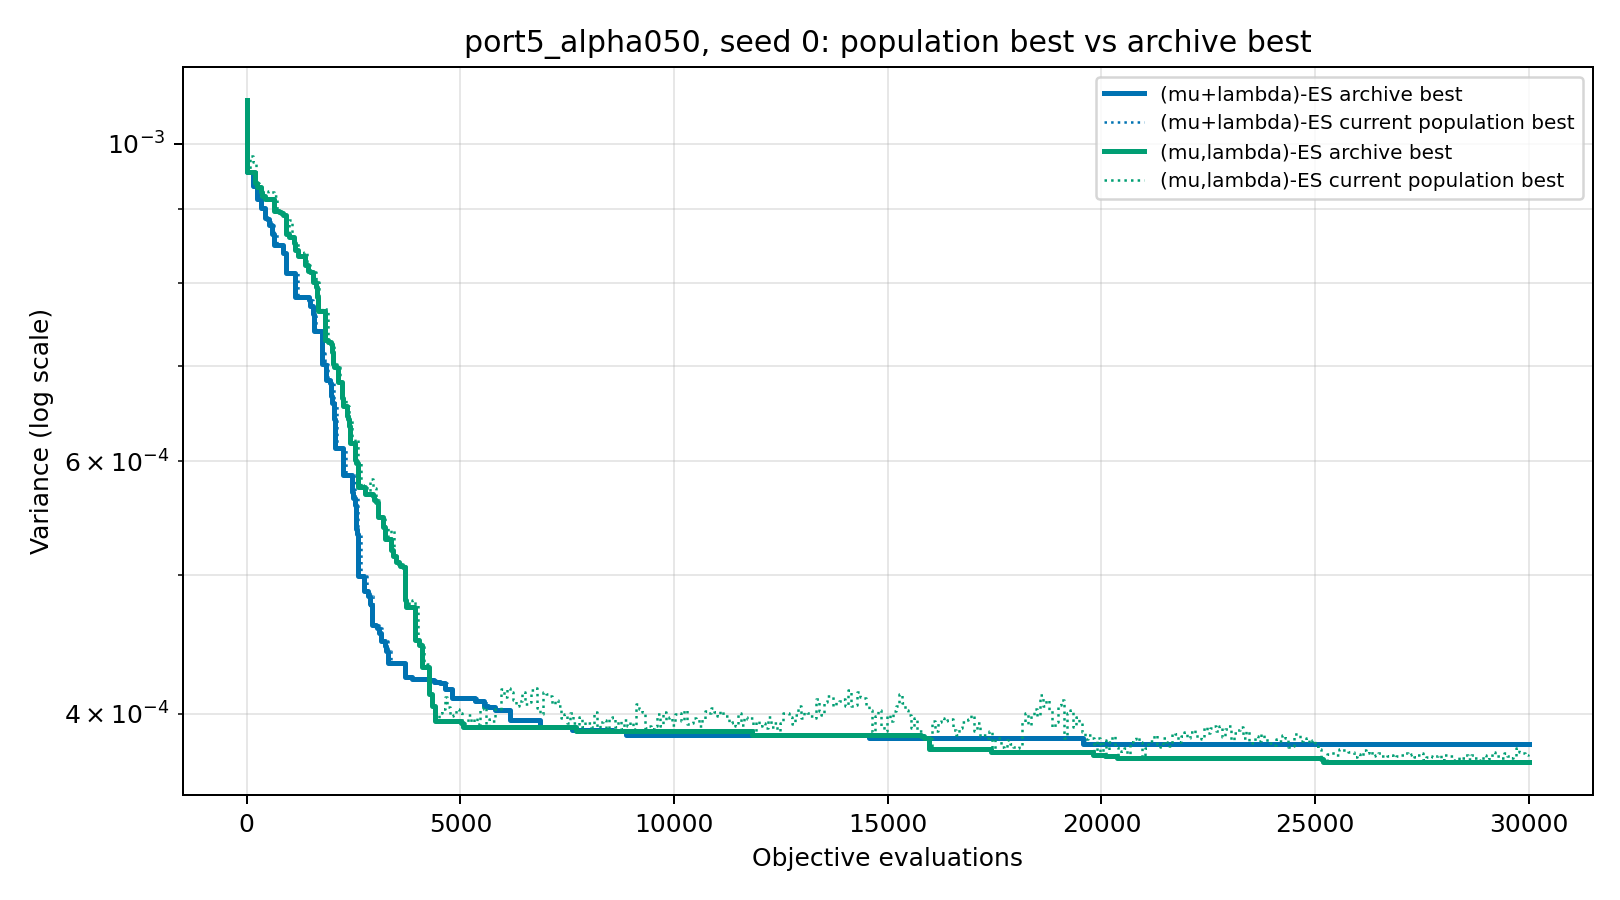 port5_alpha050, seed 0: population best vs archive best
(mu+lambda)-ES archive best
(mu+lambda)-ES current population best
(mu,lambda)-ES archive best
(mu,lambda)-ES current population best
Variance (log scale)
10⁻³
6 × 10⁻⁴
4 × 10⁻⁴
0 5000 10000 15000 20000 25000 30000
Objective evaluations